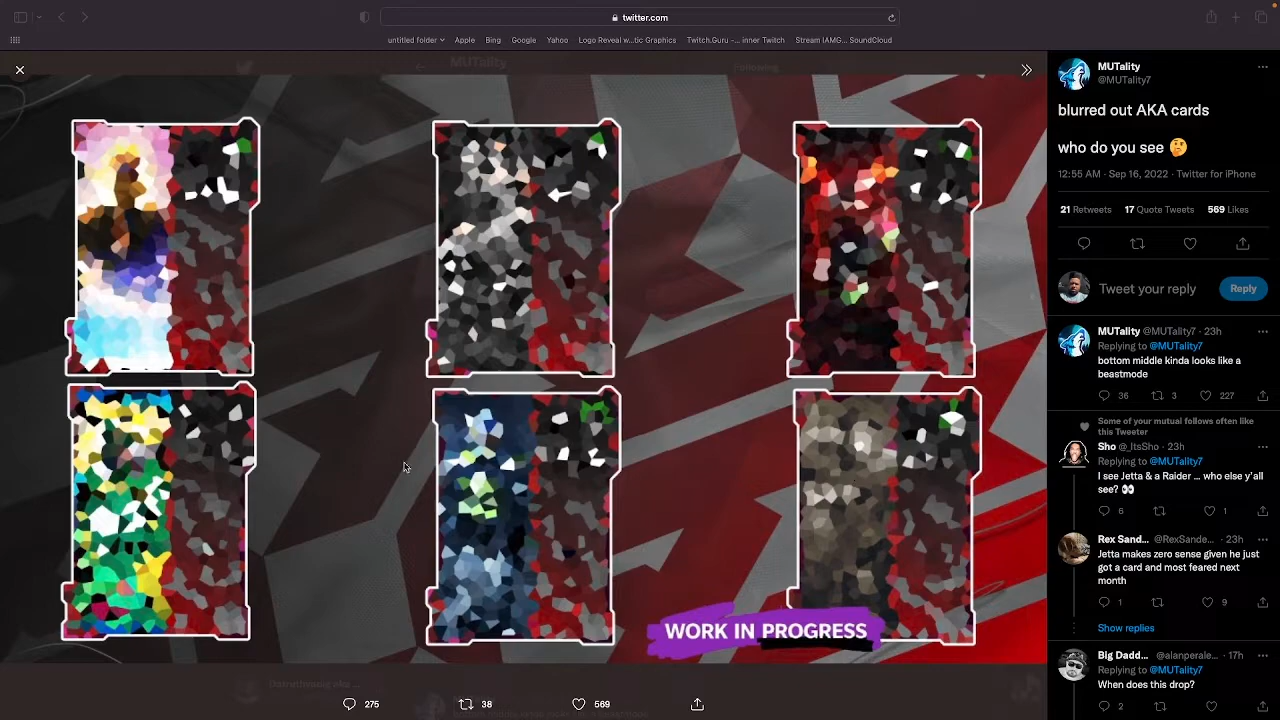 twitter.com
untitled folder
Apple
Bing
Google
Yahoo
Logo Reveal w...tic Graphics
Twitch.Guru -... inner Twitch
Stream IAMG... SoundCloud
MUTality
Following
MUTality
@MUTality7
blurred out AKA cards
who do you see 🤔
12:55 AM · Sep 16, 2022 · Twitter for iPhone
21 Retweets 17 Quote Tweets 569 Likes
Tweet your reply
Reply
MUTality @MUTality7 · 23h
Replying to @MUTality7
bottom middle kinda looks like a
beastmode
36 3 227
Some of your mutual follows often like
this Tweeter
Sho @_ItsSho · 23h
Replying to @MUTality7
I see Jetta & a Raider ... who else y'all
see? 👀
6 1
Rex Sand... @RexSande... · 23h
Replying to @MUTality7
Jetta makes zero sense given he just
got a card and most feared next
month
1 9
Show replies
Big Dadd... @alanperale... · 17h
Replying to @MUTality7
When does this drop?
2
WORK IN PROGRESS
275 38 569